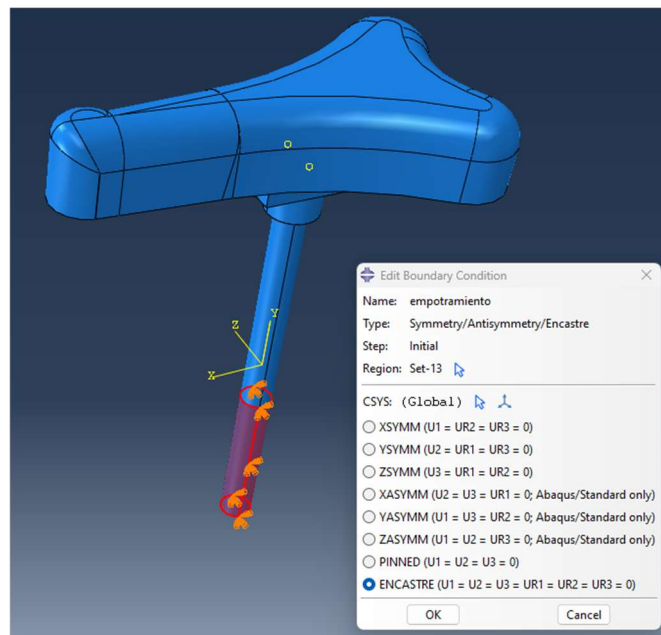 Z
Y
X
Edit Boundary Condition
Name: empotramiento
Type: Symmetry/Antisymmetry/Encastre
Step: Initial
Region: Set-13
CSYS: (Global)
XSYMM (U1 = UR2 = UR3 = 0)
YSYMM (U2 = UR1 = UR3 = 0)
ZSYMM (U3 = UR1 = UR2 = 0)
XASYMM (U2 = U3 = UR1 = 0; Abaqus/Standard only)
YASYMM (U1 = U3 = UR2 = 0; Abaqus/Standard only)
ZASYMM (U1 = U2 = UR3 = 0; Abaqus/Standard only)
PINNED (U1 = U2 = U3 = 0)
ENCASTRE (U1 = U2 = U3 = UR1 = UR2 = UR3 = 0)
OK Cancel